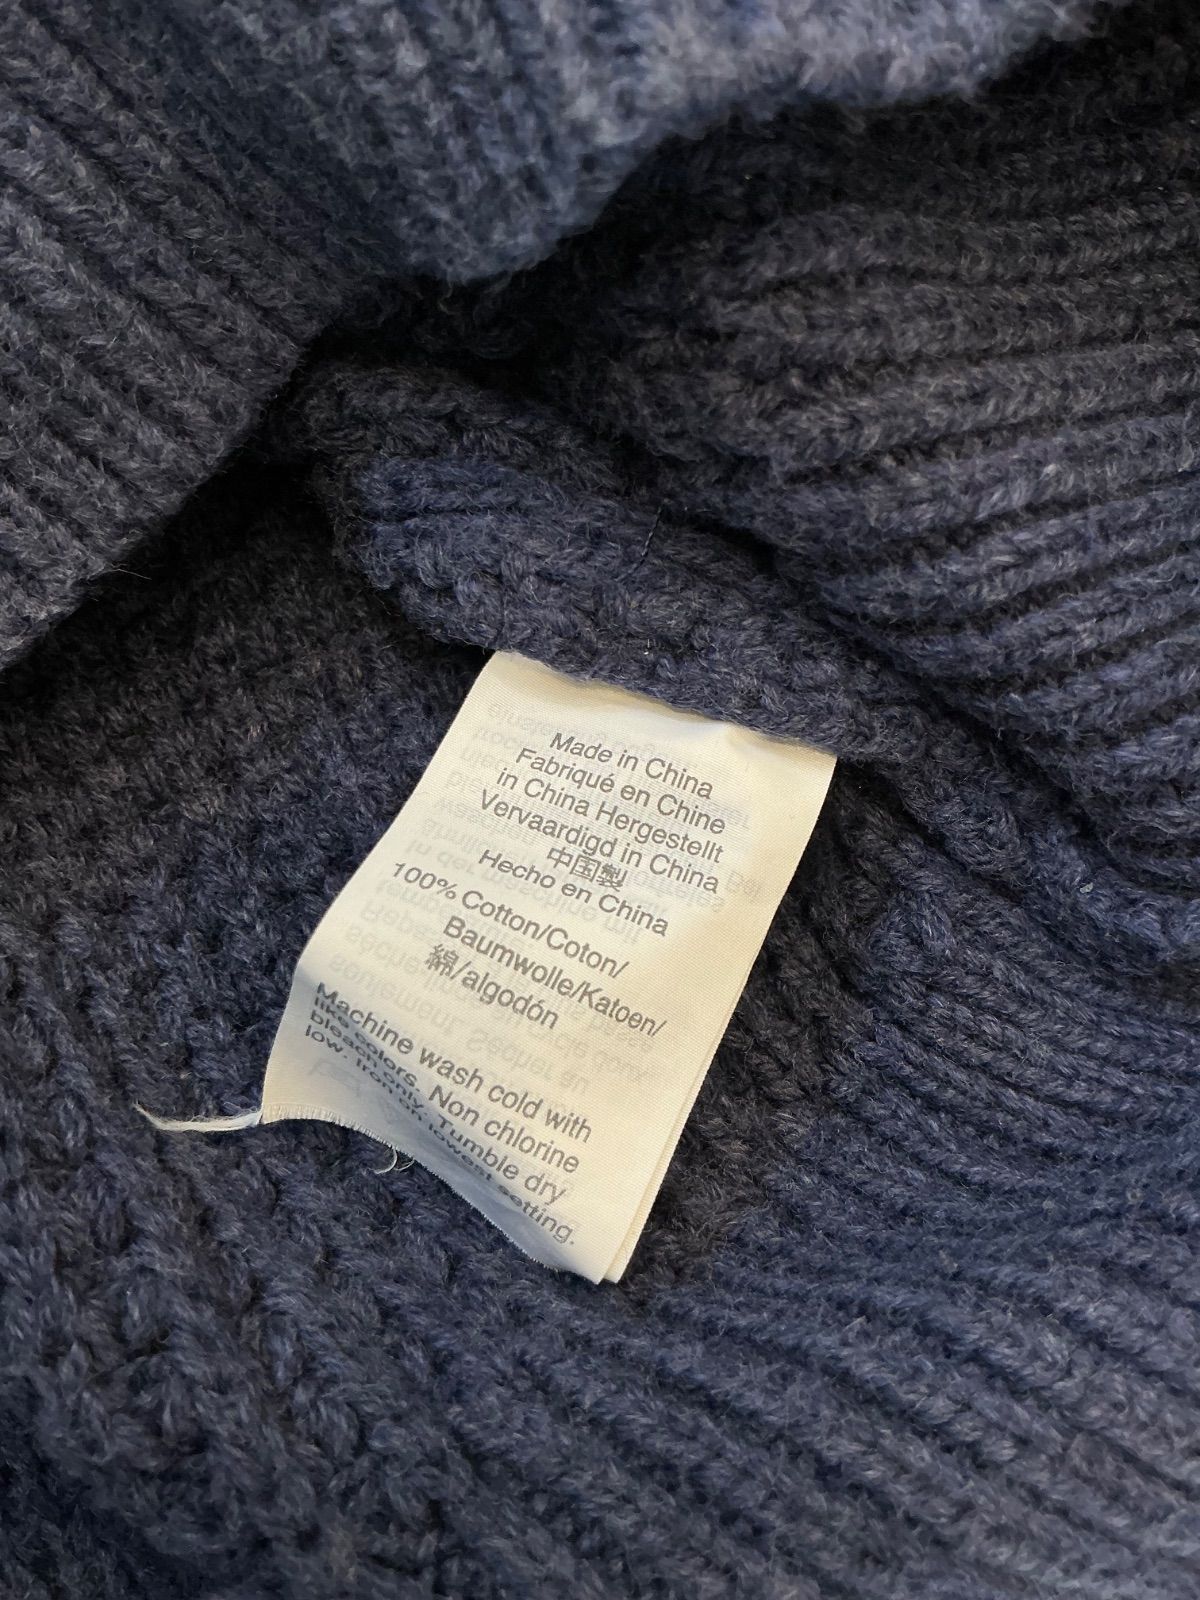 Made in China
Fabriqué en Chine
in China Hergestellt
Vervaardigd in China
中国製
Hecho en China
100% Cotton/Coton/
Baumwolle/Katoen/
綿/algodón
Machine wash cold with
like colors. Non chlorine
bleach only. Tumble dry
low. Iron on lowest setting.